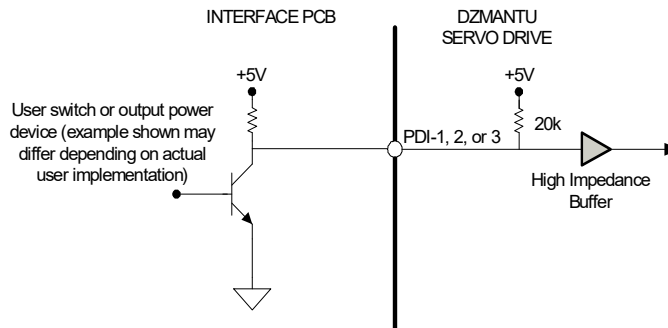 INTERFACE PCB
DZMANTU
SERVO DRIVE
+5V
+5V
User switch or output power
device (example shown may
differ depending on actual
user implementation)
PDI-1, 2, or 3
20k
High Impedance
Buffer